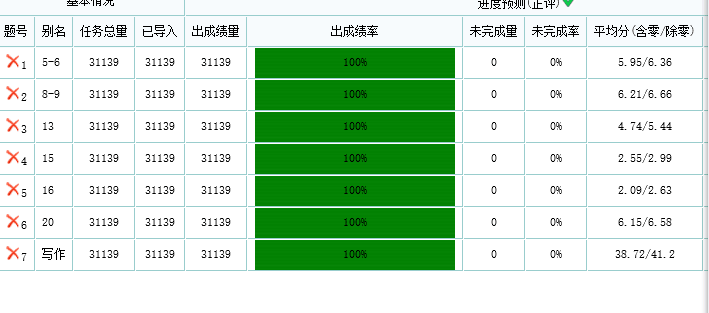 基本情况 进度预测(正评)
题号 别名 任务总量 已导入 出成绩量 出成绩率 未完成量 未完成率 平均分(含零/除零)
1 5-6 31139 31139 31139 100% 0 0% 5.95/6.36
2 8-9 31139 31139 31139 100% 0 0% 6.21/6.66
3 13 31139 31139 31139 100% 0 0% 4.74/5.44
4 15 31139 31139 31139 100% 0 0% 2.55/2.99
5 16 31139 31139 31139 100% 0 0% 2.09/2.63
6 20 31139 31139 31139 100% 0 0% 6.15/6.58
7 写作 31139 31139 31139 100% 0 0% 38.72/41.2